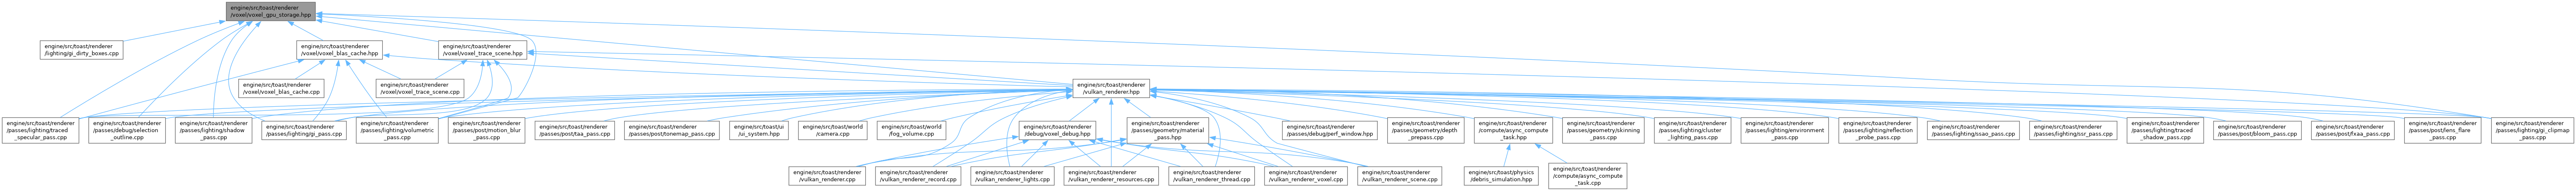 engine/src/toast/renderer
/voxel/voxel_gpu_storage.hpp
engine/src/toast/renderer
/lighting/gi_dirty_boxes.cpp
engine/src/toast/renderer
/voxel/voxel_blas_cache.hpp
engine/src/toast/renderer
/voxel/voxel_trace_scene.hpp
engine/src/toast/renderer
/voxel/voxel_blas_cache.cpp
engine/src/toast/renderer
/voxel/voxel_trace_scene.cpp
engine/src/toast/renderer
/vulkan_renderer.hpp
engine/src/toast/renderer
/passes/lighting/traced
_specular_pass.cpp
engine/src/toast/renderer
/passes/debug/selection
_outline.cpp
engine/src/toast/renderer
/passes/lighting/shadow
_pass.cpp
engine/src/toast/renderer
/passes/lighting/gi_pass.cpp
engine/src/toast/renderer
/passes/lighting/volumetric
_pass.cpp
engine/src/toast/renderer
/passes/post/motion_blur
_pass.cpp
engine/src/toast/renderer
/passes/post/taa_pass.cpp
engine/src/toast/renderer
/passes/post/tonemap_pass.cpp
engine/src/toast/ui
/ui_system.hpp
engine/src/toast/world
/camera.cpp
engine/src/toast/world
/fog_volume.cpp
engine/src/toast/renderer
/debug/voxel_debug.hpp
engine/src/toast/renderer
/passes/geometry/material
_pass.hpp
engine/src/toast/renderer
/passes/debug/perf_window.hpp
engine/src/toast/renderer
/passes/geometry/depth
_prepass.cpp
engine/src/toast/renderer
/compute/async_compute
_task.hpp
engine/src/toast/renderer
/passes/geometry/skinning
_pass.cpp
engine/src/toast/renderer
/passes/lighting/cluster
_lighting_pass.cpp
engine/src/toast/renderer
/passes/lighting/environment
_pass.cpp
engine/src/toast/renderer
/passes/lighting/reflection
_probe_pass.cpp
engine/src/toast/renderer
/passes/lighting/ssao_pass.cpp
engine/src/toast/renderer
/passes/lighting/ssr_pass.cpp
engine/src/toast/renderer
/passes/lighting/traced
_shadow_pass.cpp
engine/src/toast/renderer
/passes/post/bloom_pass.cpp
engine/src/toast/renderer
/passes/post/fxaa_pass.cpp
engine/src/toast/renderer
/passes/post/lens_flare
_pass.cpp
engine/src/toast/renderer
/passes/lighting/gi_clipmap
_pass.cpp
engine/src/toast/renderer
/vulkan_renderer.cpp
engine/src/toast/renderer
/vulkan_renderer_record.cpp
engine/src/toast/renderer
/vulkan_renderer_lights.cpp
engine/src/toast/renderer
/vulkan_renderer_resources.cpp
engine/src/toast/renderer
/vulkan_renderer_thread.cpp
engine/src/toast/renderer
/vulkan_renderer_voxel.cpp
engine/src/toast/renderer
/vulkan_renderer_scene.cpp
engine/src/toast/physics
/debris_simulation.hpp
engine/src/toast/renderer
/compute/async_compute
_task.cpp